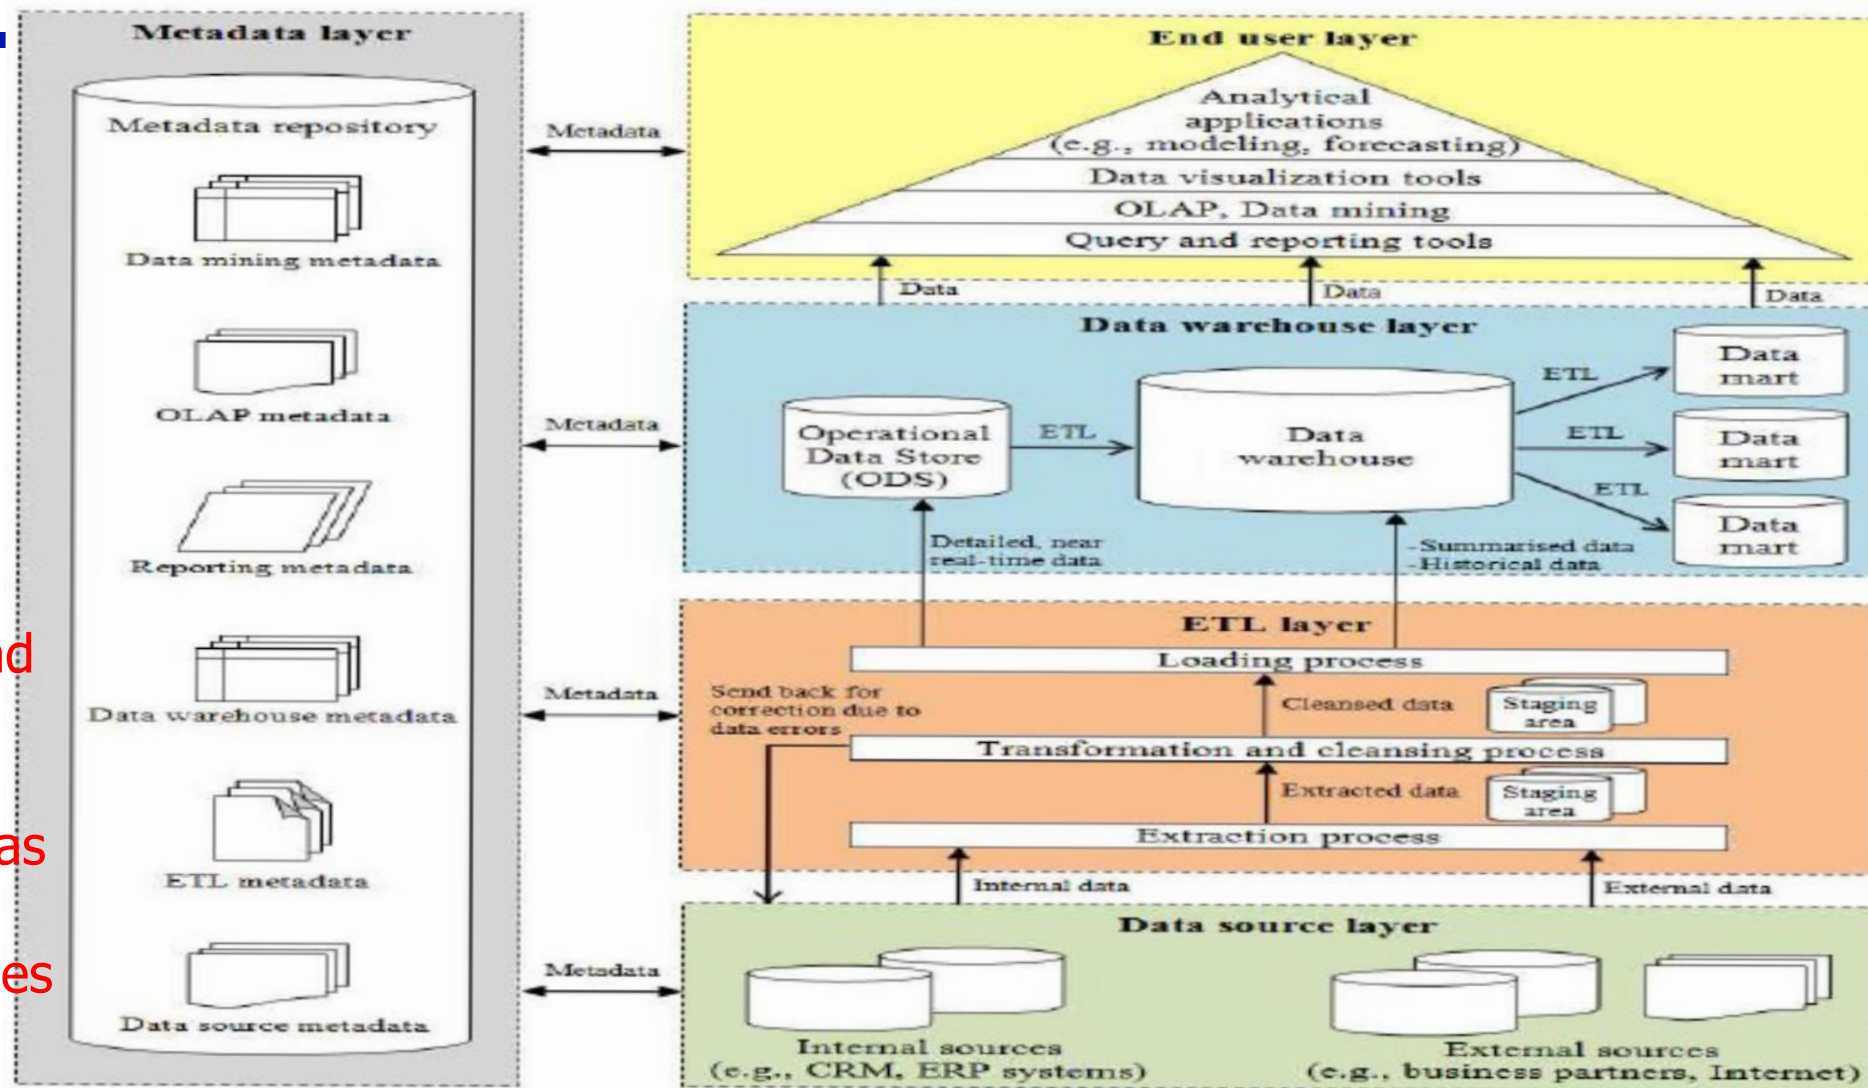 Metadata layer
Metadata repository
Data mining metadata
OLAP metadata
Reporting metadata
Data warehouse metadata
ETL metadata
Data source metadata
as
es
Metadata
Metadata
Metadata
Metadata
End user layer
Analytical
applications
(e.g., modeling, forecasting)
Data visualization tools
OLAP, Data mining
Query and reporting tools
Data
Data
Data
Data warehouse layer
Operational
Data Store
(ODS)
ETL
Data
warehouse
ETL
ETL
ETL
Data
mart
Data
mart
Data
mart
Detailed, near
real-time data
-Summarised data
-Historical data
ETL layer
Loading process
Send back for
correction due to
data errors
Cleansed data
Staging
area
Transformation and cleansing process
Extracted data
Staging
area
Extraction process
Internal data
External data
Data source layer
Internal sources
(e.g., CRM, ERP systems)
External sources
(e.g., business partners, Internet)